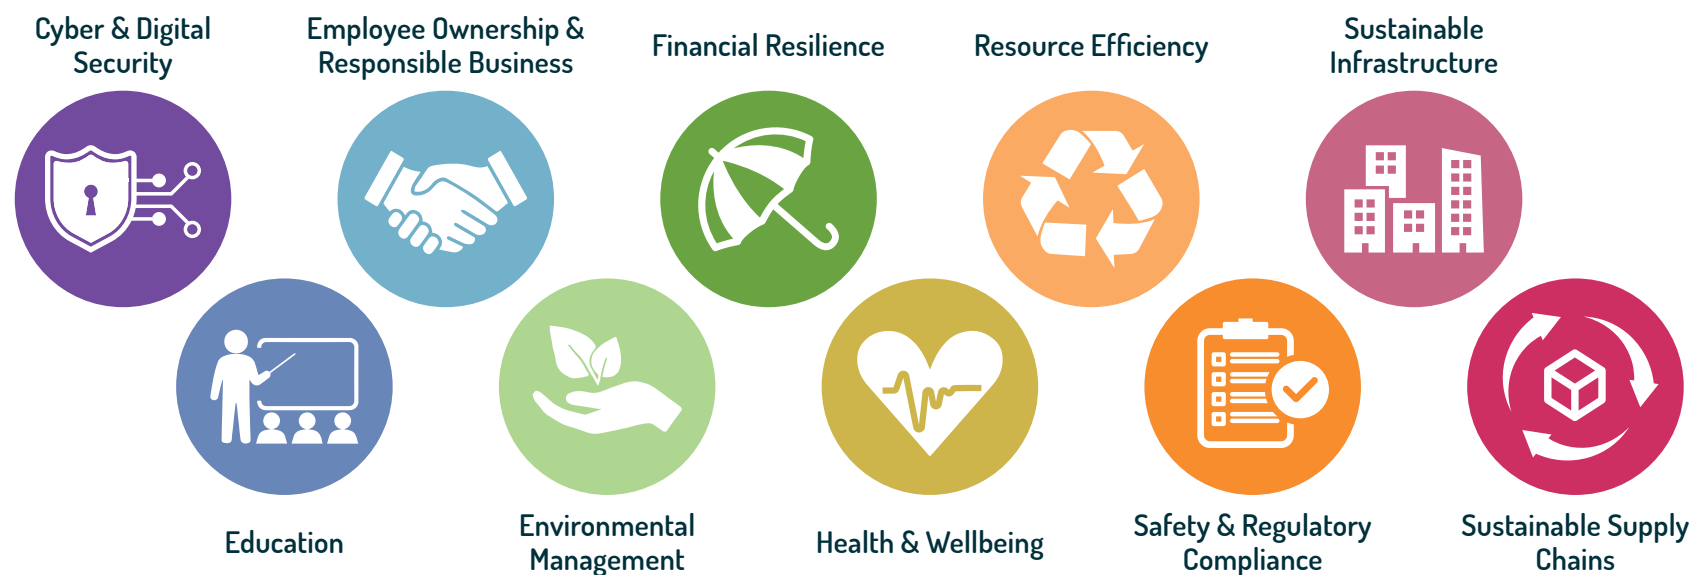 Cyber & Digital
Security
Employee Ownership &
Responsible Business
Financial Resilience
Resource Efficiency
Sustainable
Infrastructure
Education
Environmental
Management
Health & Wellbeing
Safety & Regulatory
Compliance
Sustainable Supply
Chains